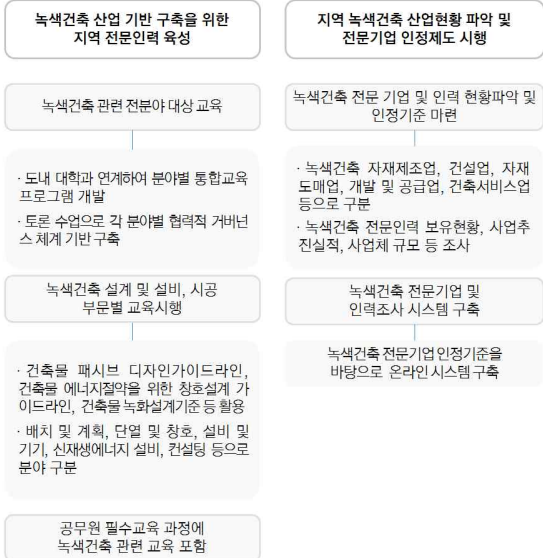 녹색건축 산업 기반 구축을 위한
지역 전문인력 육성
녹색건축 관련 전분야 대상 교육
· 도내 대학과 연계하여 분야별 통합교육
프로그램 개발
· 토론 수업으로 각 분야별 협력적 거버넌
스 체계 기반 구축
녹색건축 설계 및 설비, 시공
부문별 교육시행
· 건축물 패시브 디자인가이드라인,
건축물 에너지절약을 위한 창호설계 가
이드라인, 건축물 녹화설계기준 등 활용
· 배치 및 계획, 단열 및 창호, 설비 및
기기, 신재생에너지 설비, 컨설팅 등으로
분야 구분
공무원 필수교육 과정에
녹색건축 관련 교육 포함
지역 녹색건축 산업현황 파악 및
전문기업 인정제도 시행
녹색건축 전문 기업 및 인력 현황파악 및
인정기준 마련
· 녹색건축 자재제조업, 건설업, 자재
도매업, 개발 및 공급업, 건축서비스업
등으로 구분
· 녹색건축 전문인력 보유현황, 사업추
진실적, 사업체 규모 등 조사
녹색건축 전문기업 및
인력조사 시스템 구축
녹색건축 전문기업 인정기준을
바탕으로 온라인 시스템 구축